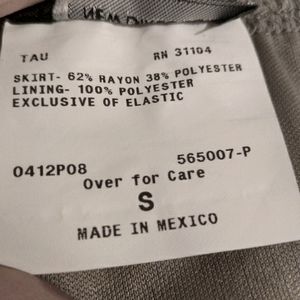 TAU RN 31104
SKIRT- 62% RAYON 38% POLYESTER
LINING- 100% POLYESTER
EXCLUSIVE OF ELASTIC
0412P08 565007-P
Over for Care
S
MADE IN MEXICO